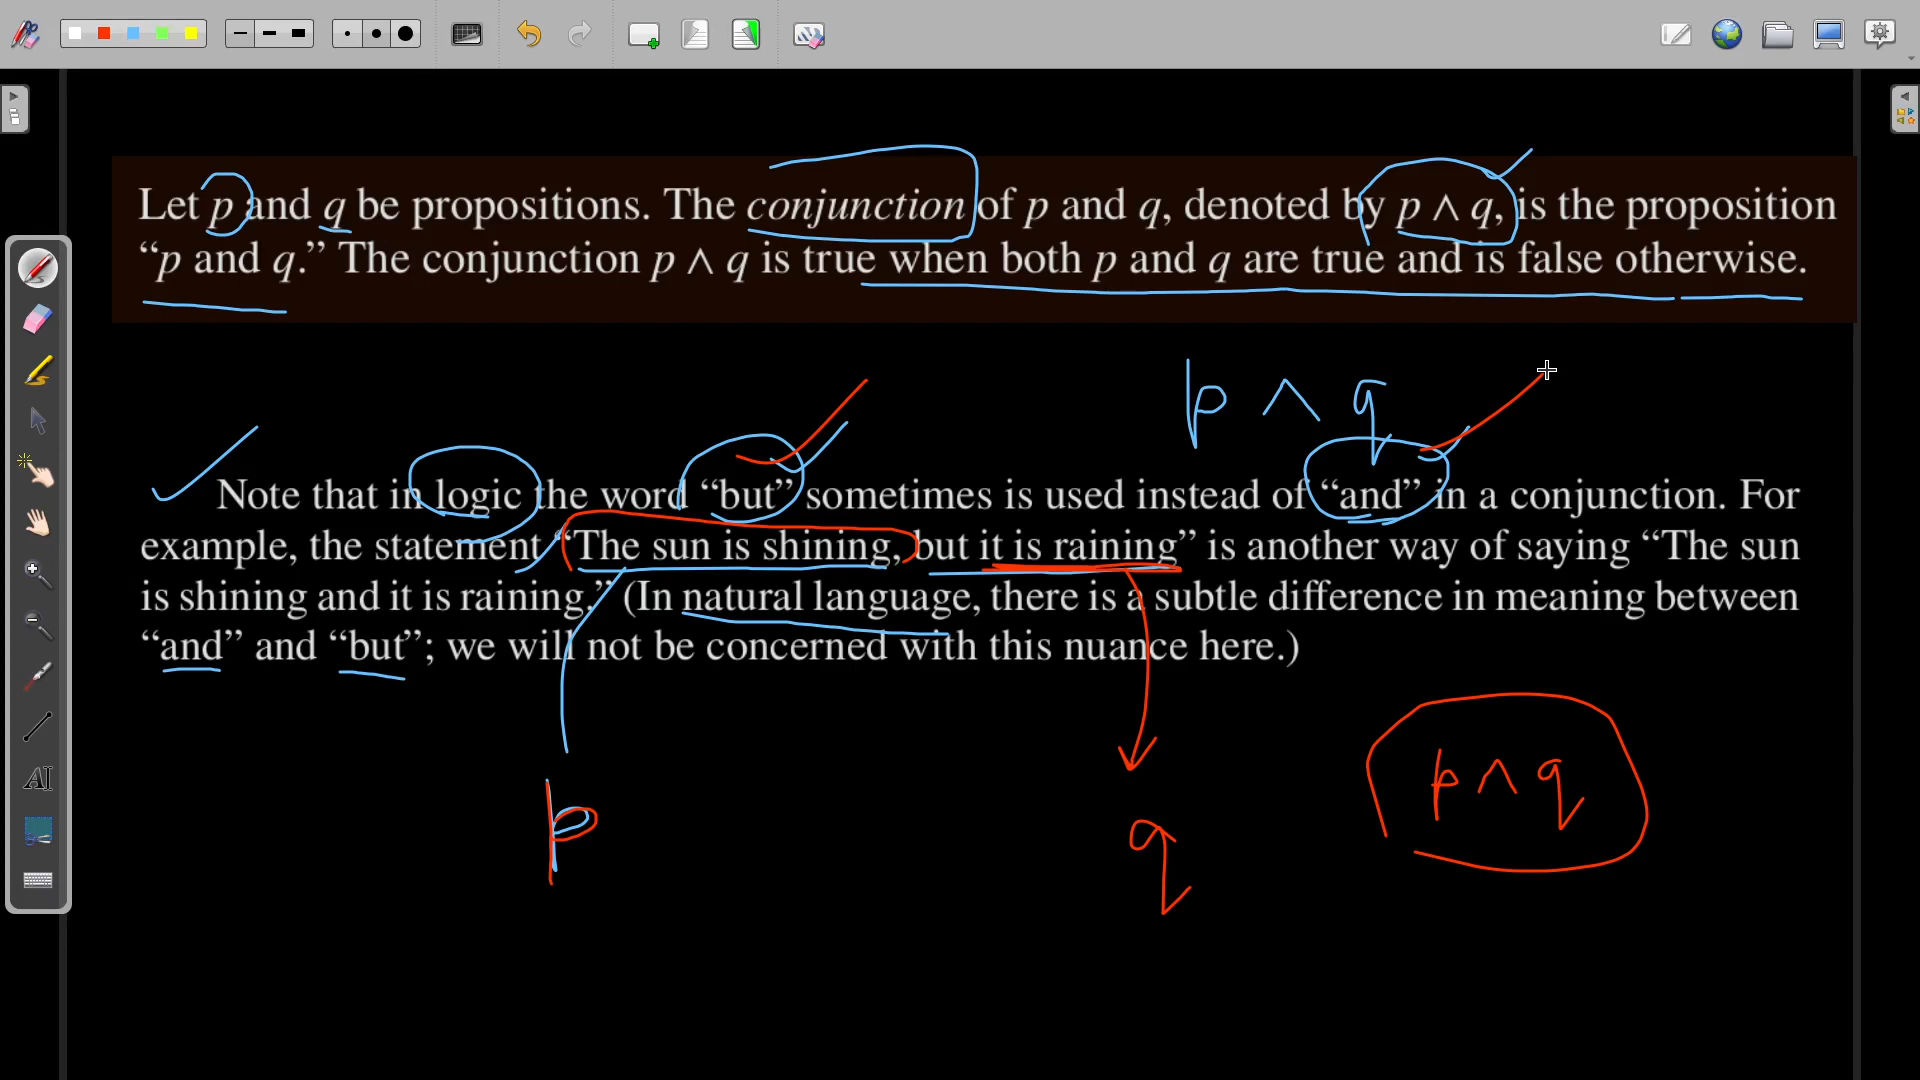 Let p and q be propositions. The conjunction of p and q, denoted by p ∧ q, is the proposition
“p and q.” The conjunction p ∧ q is true when both p and q are true and is false otherwise.
p ∧ q
Note that in logic the word “but” sometimes is used instead of “and” in a conjunction. For
example, the statement “The sun is shining, but it is raining” is another way of saying “The sun
is shining and it is raining.” (In natural language, there is a subtle difference in meaning between
“and” and “but”; we will not be concerned with this nuance here.)
p ∧ q
p
q